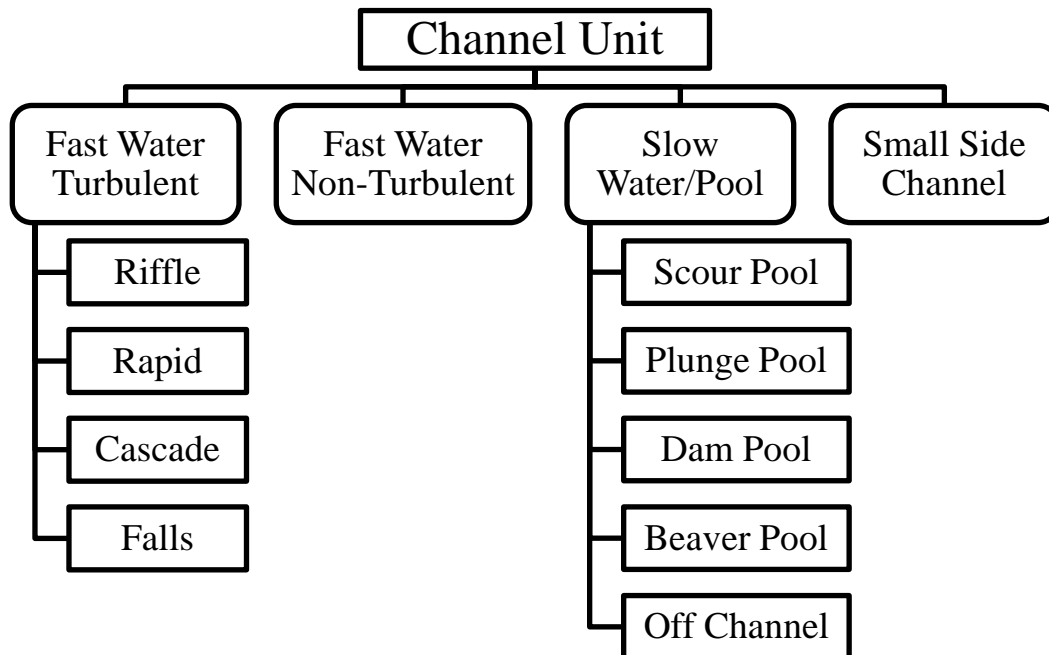 Channel Unit
Fast Water
Turbulent
Fast Water
Non-Turbulent
Slow
Water/Pool
Small Side
Channel
Riffle
Rapid
Cascade
Falls
Scour Pool
Plunge Pool
Dam Pool
Beaver Pool
Off Channel